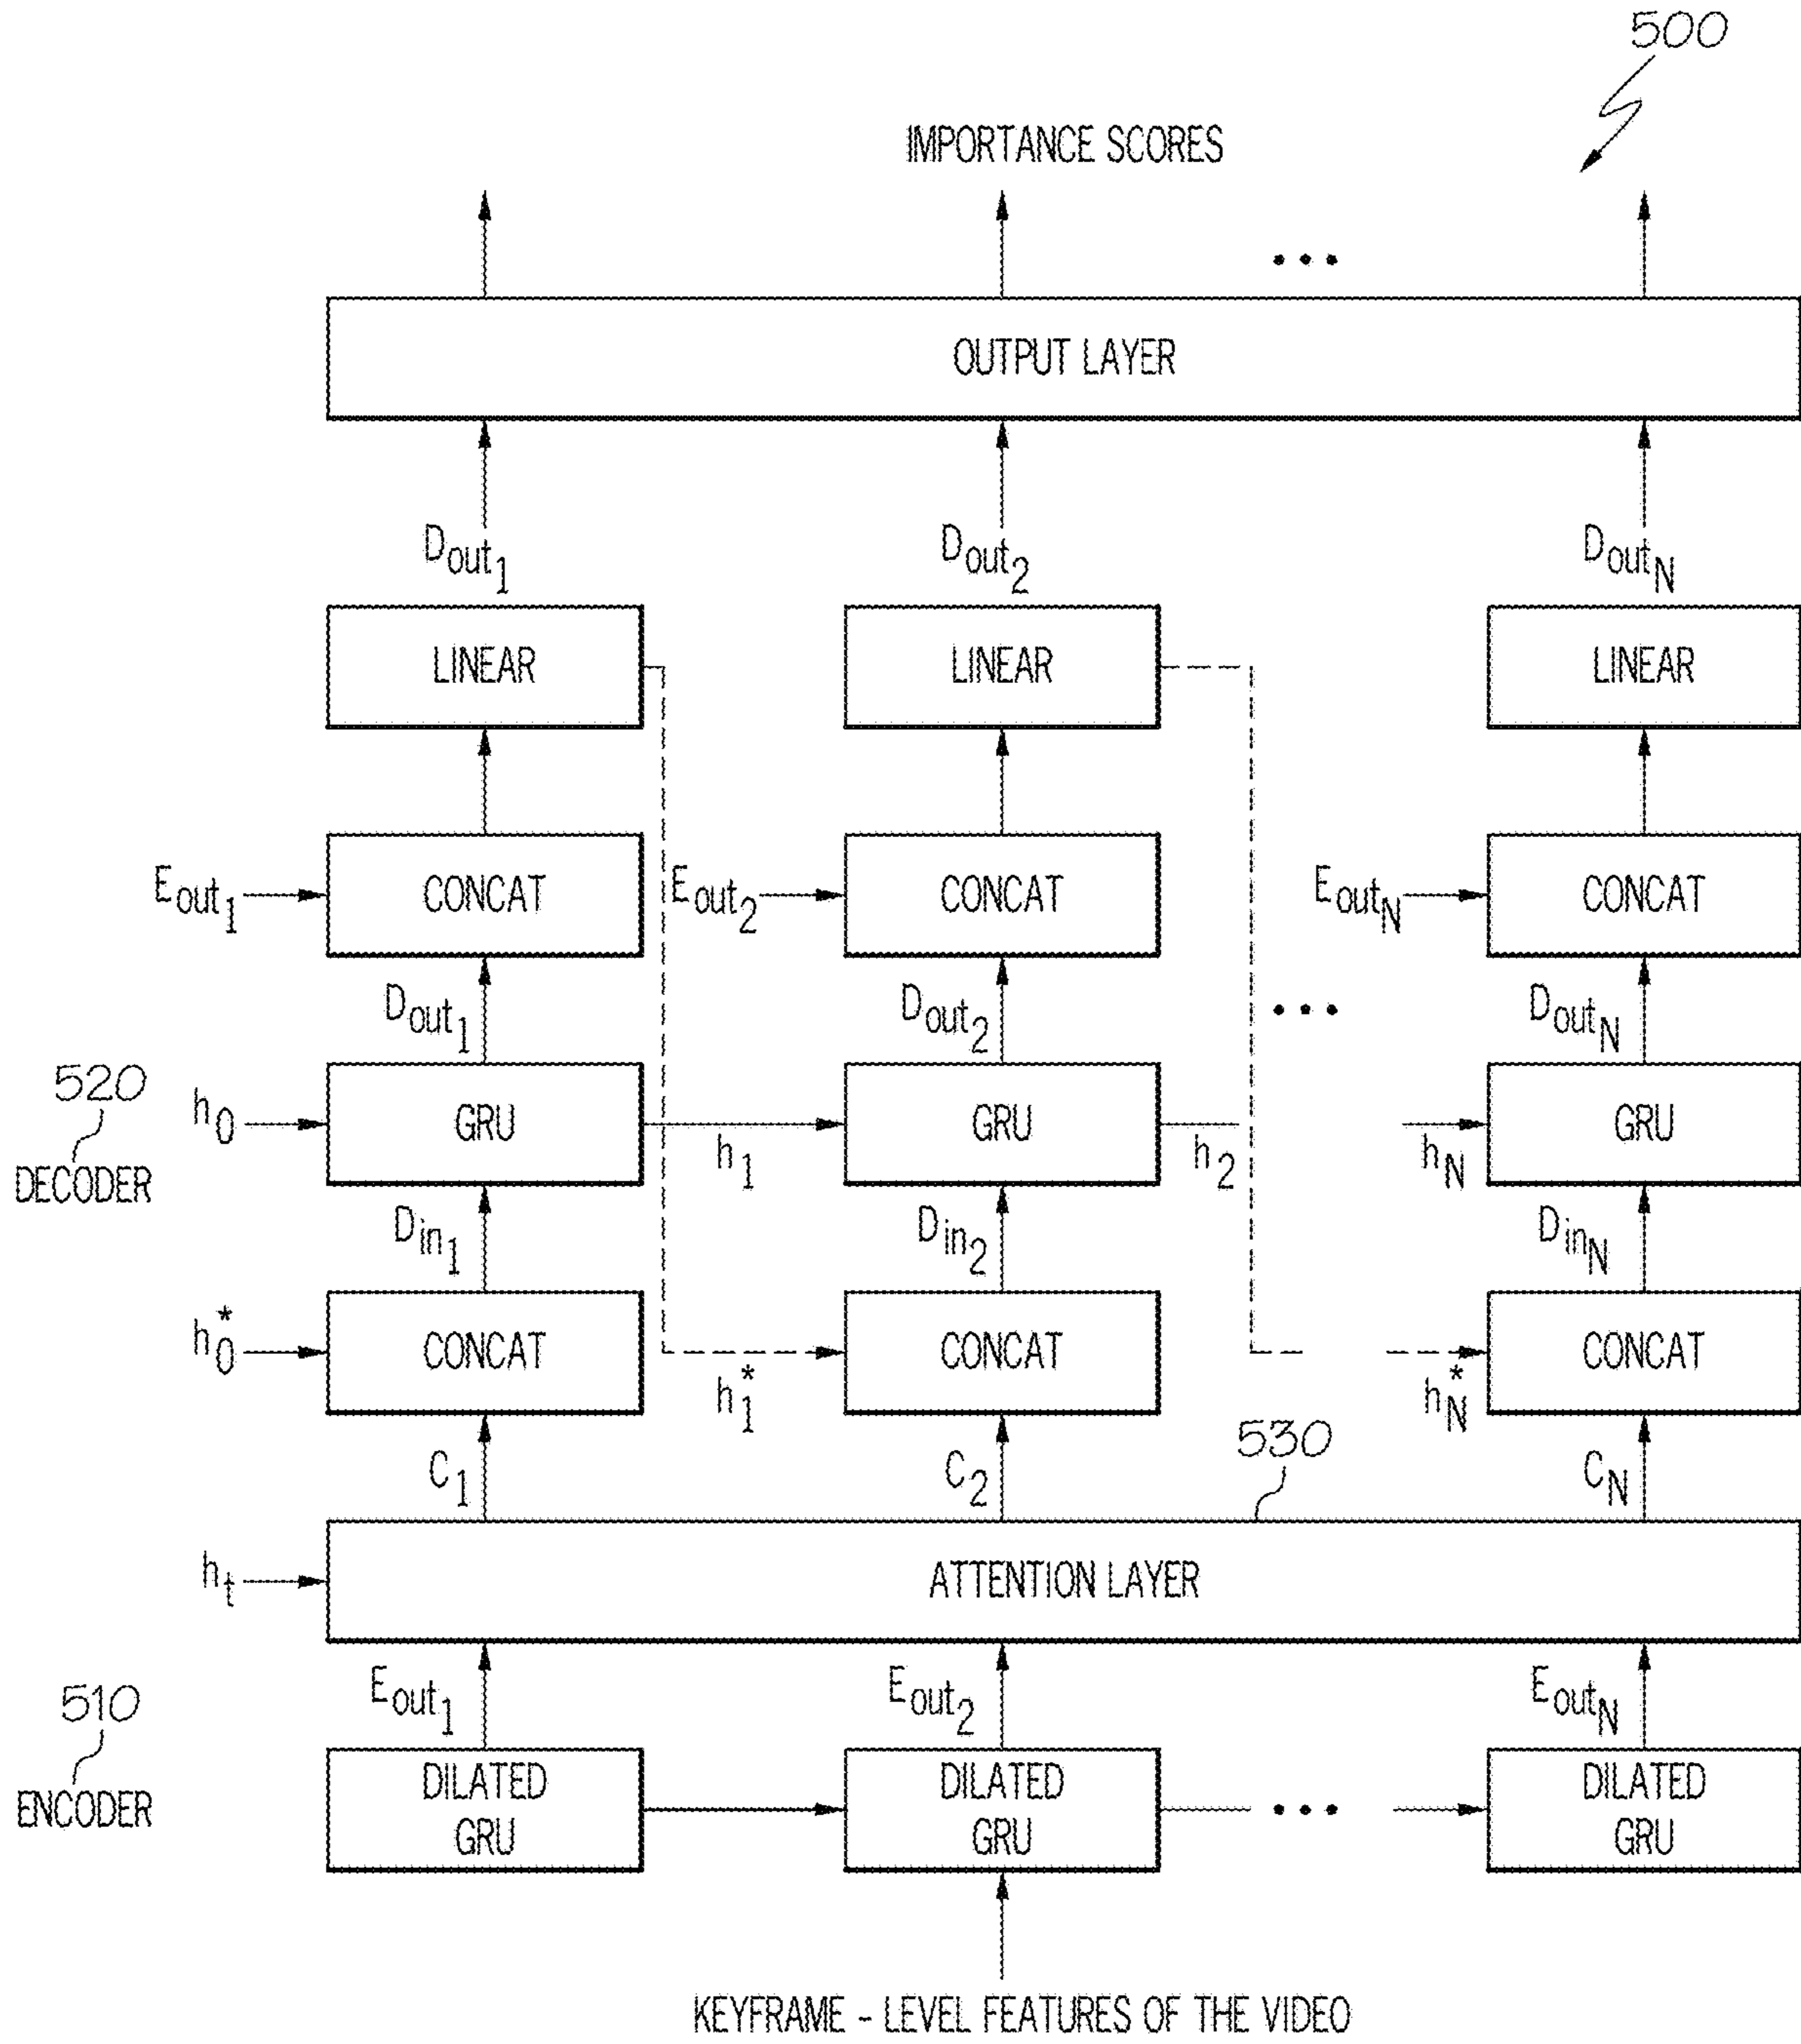 500
IMPORTANCE SCORES
• • •
OUTPUT LAYER
Dout1 Dout2 DoutN
LINEAR LINEAR LINEAR
Eout1 CONCAT Eout2 CONCAT EoutN CONCAT
Dout1 Dout2 • • • DoutN
520
DECODER
h0 GRU h1 GRU h2 hN GRU
Din1 Din2 DinN
h0* CONCAT h1* CONCAT hN* CONCAT
C1 C2 530 CN
ht ATTENTION LAYER
Eout1 Eout2 EoutN
510
ENCODER
DILATED GRU DILATED GRU • • • DILATED GRU
KEYFRAME - LEVEL FEATURES OF THE VIDEO